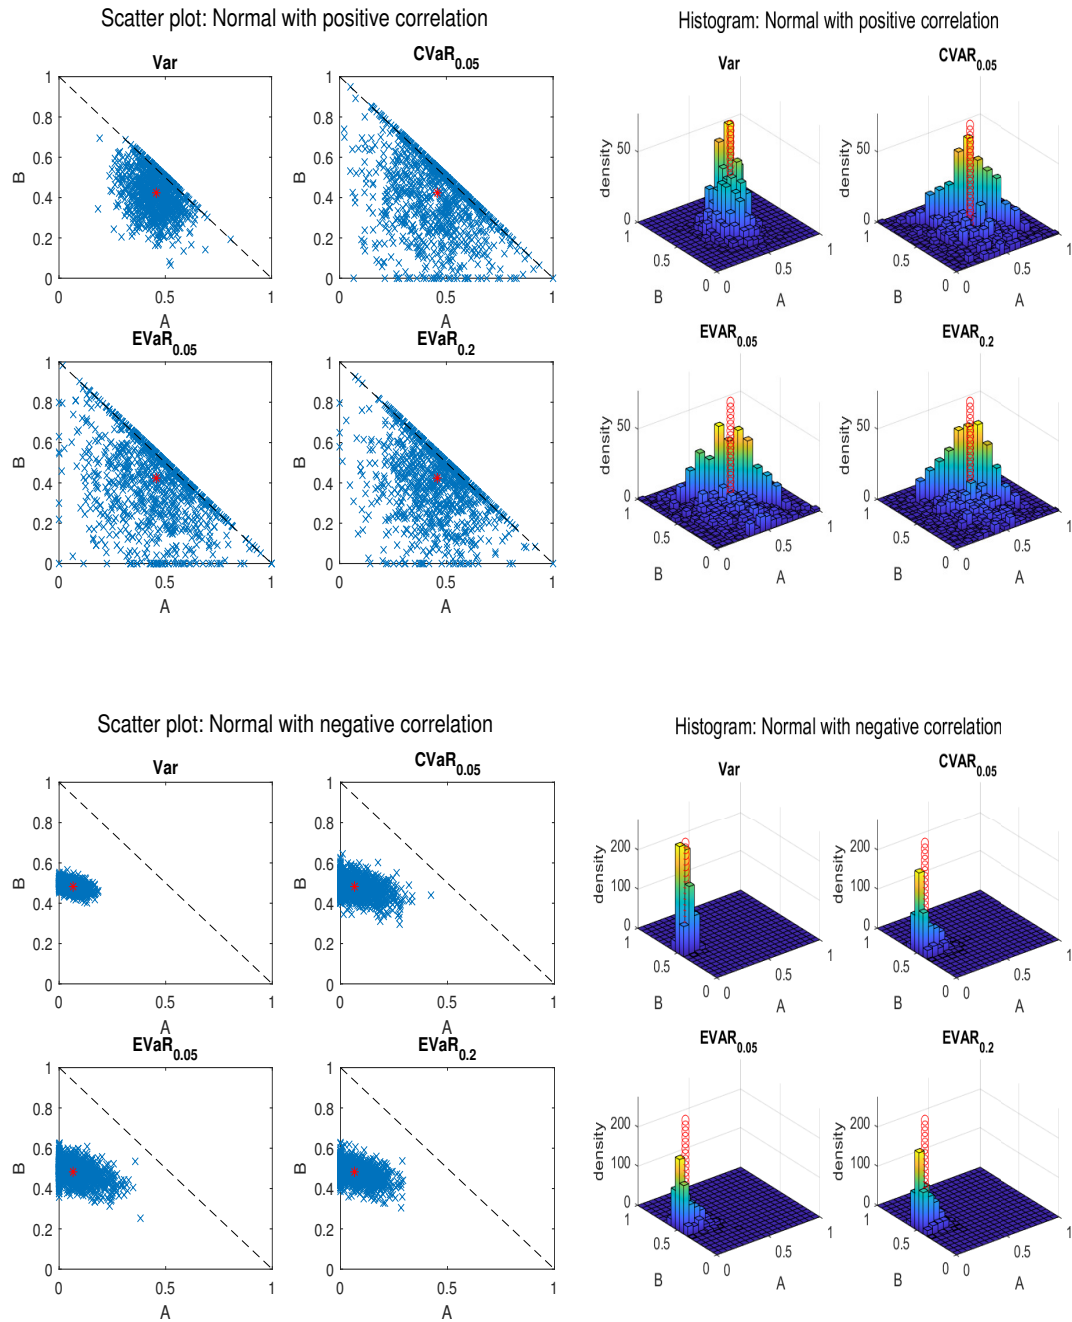 Scatter plot: Normal with positive correlation
Var
1
0.8
0.6
0.4
0.2
0
B
0
0.5
1
A
CVaR0.05
1
0.8
0.6
0.4
0.2
0
B
0
0.5
1
A
EVaR0.05
1
0.8
0.6
0.4
0.2
0
B
0
0.5
1
A
EVaR0.2
1
0.8
0.6
0.4
0.2
0
B
0
0.5
1
A
Histogram: Normal with positive correlation
Var
density
50
0
1
0.5
0
B
0
0.5
1
A
CVAR0.05
density
50
0
1
0.5
0
B
0
0.5
1
A
EVAR0.05
density
50
0
1
0.5
0
B
0
0.5
1
A
EVAR0.2
density
50
0
1
0.5
0
B
0
0.5
1
A
Scatter plot: Normal with negative correlation
Var
1
0.8
0.6
0.4
0.2
0
B
0
0.5
1
A
CVaR0.05
1
0.8
0.6
0.4
0.2
0
B
0
0.5
1
A
EVaR0.05
1
0.8
0.6
0.4
0.2
0
B
0
0.5
1
A
EVaR0.2
1
0.8
0.6
0.4
0.2
0
B
0
0.5
1
A
Histogram: Normal with negative correlation
Var
density
200
100
0
1
0.5
0
B
0
0.5
1
A
CVAR0.05
density
200
100
0
1
0.5
0
B
0
0.5
1
A
EVAR0.05
density
200
100
0
1
0.5
0
B
0
0.5
1
A
EVAR0.2
density
200
100
0
1
0.5
0
B
0
0.5
1
A